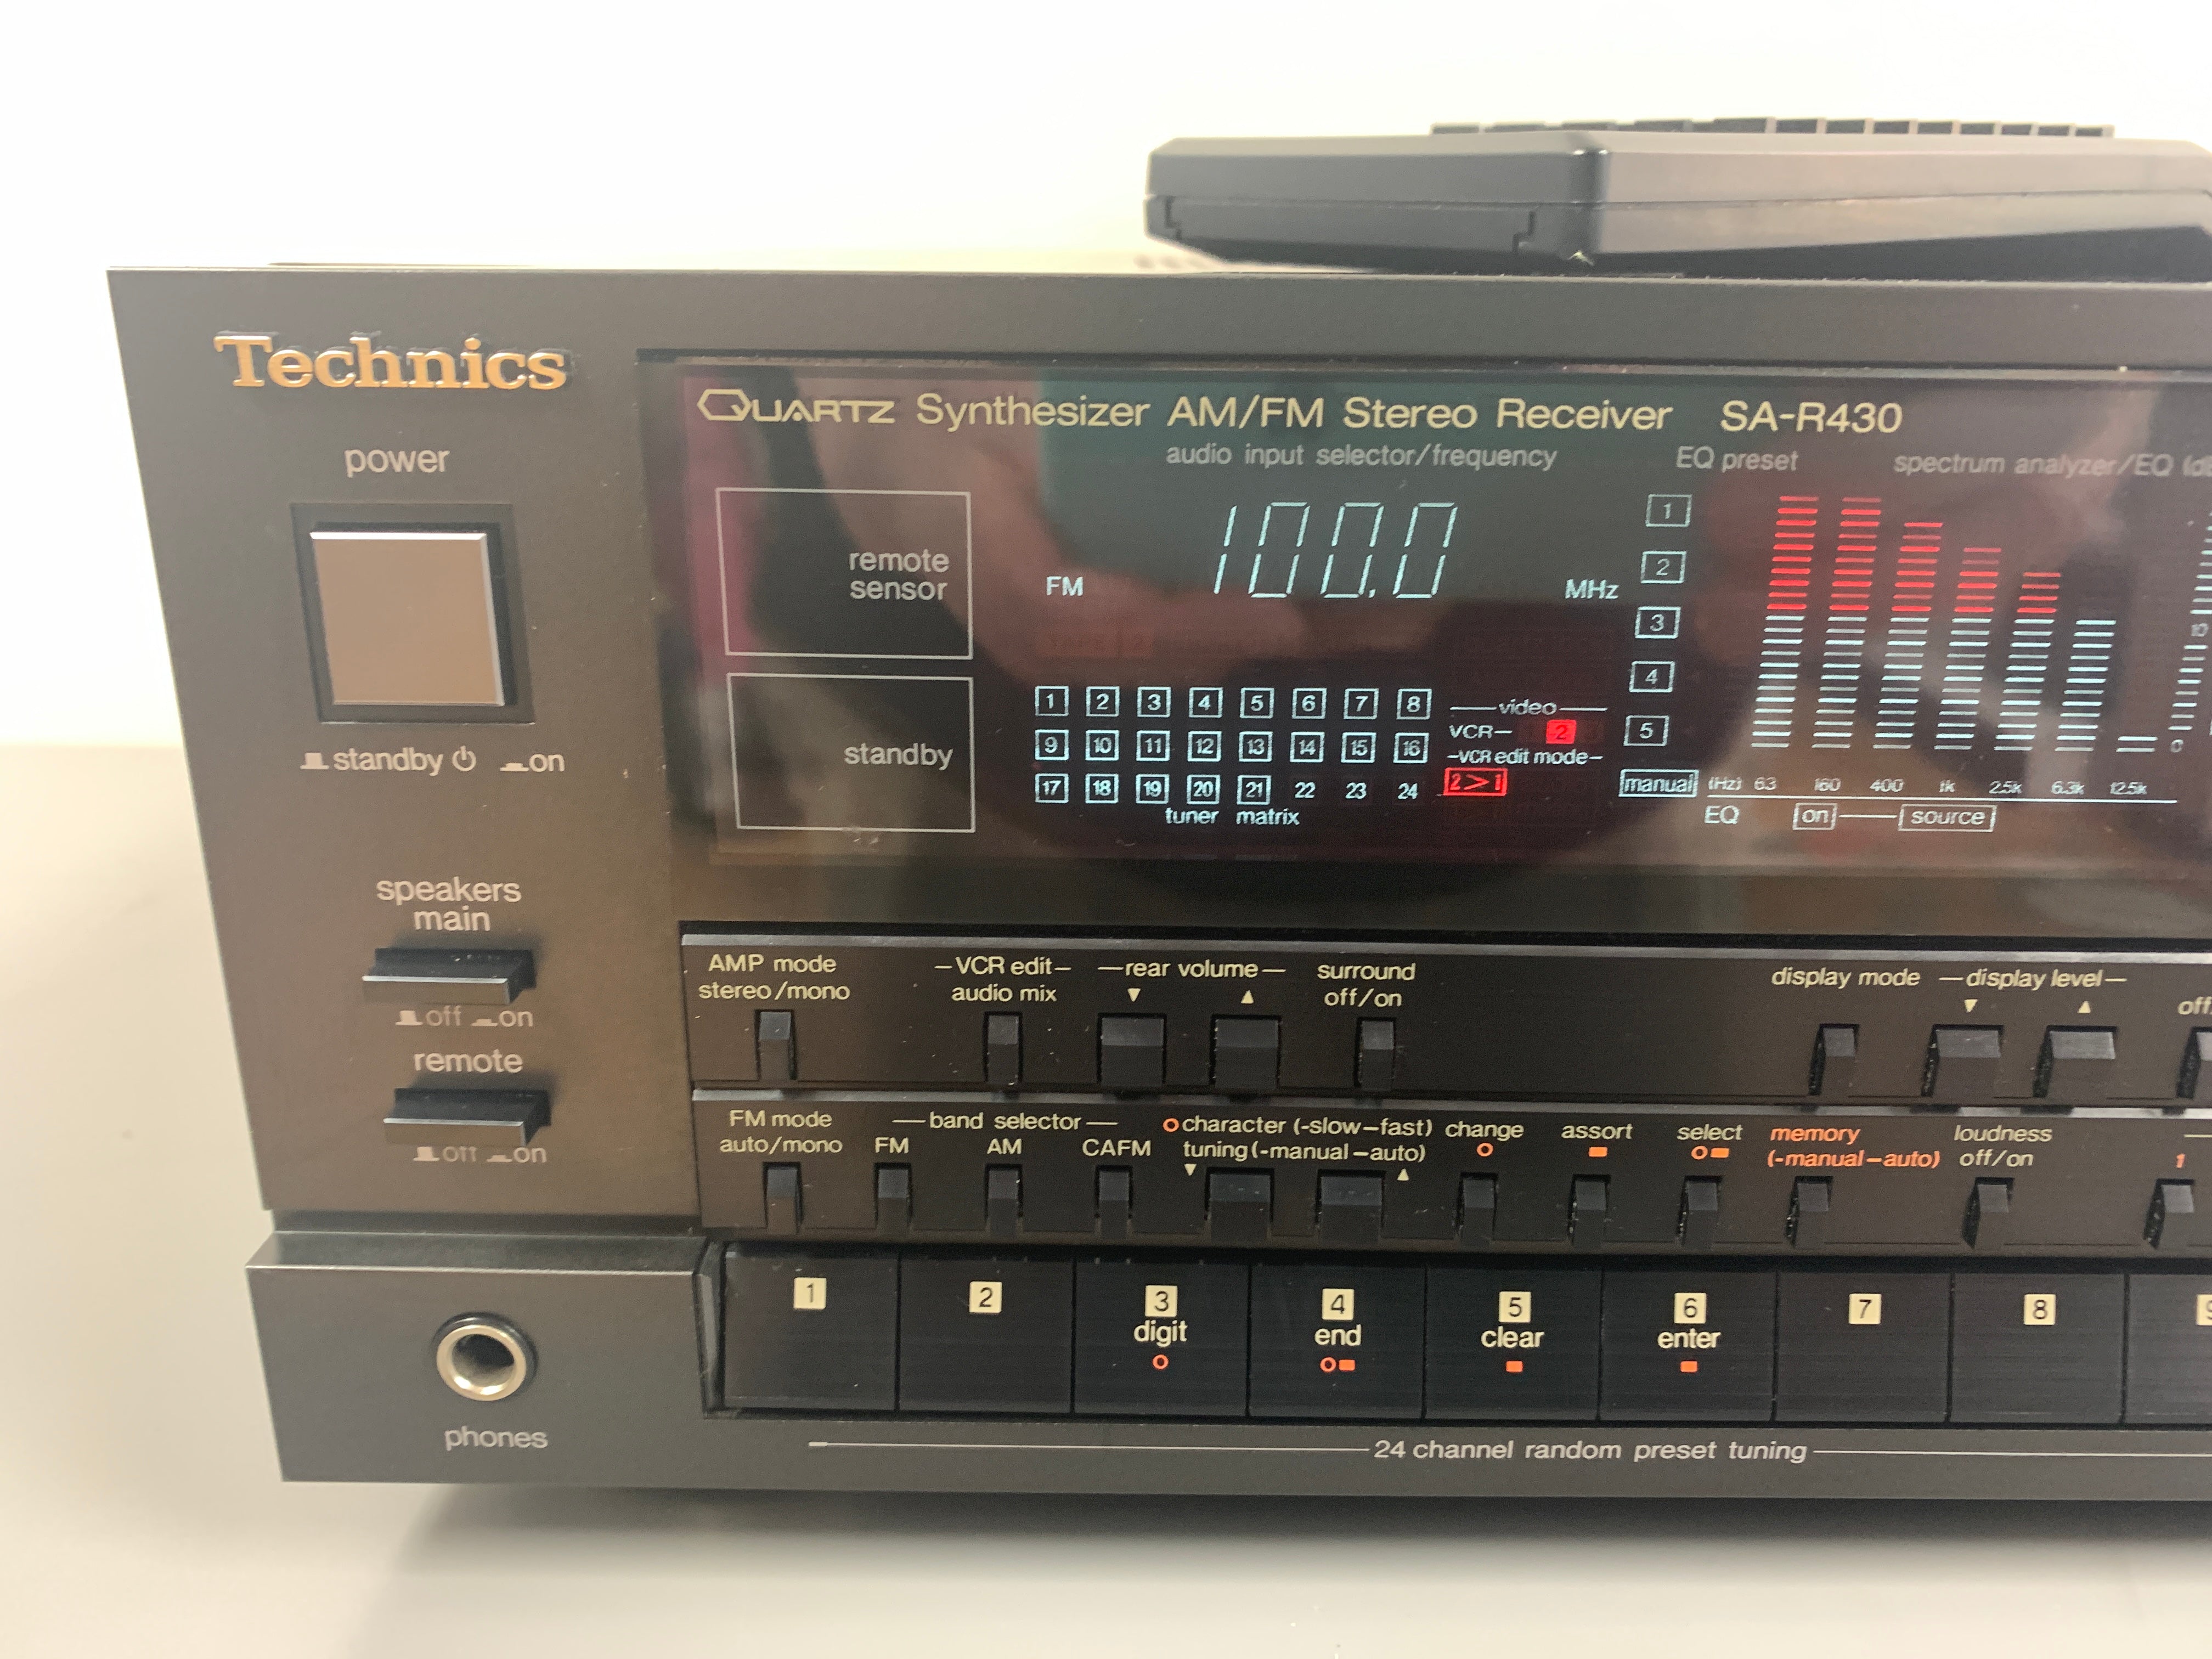 Technics
QUARTZ Synthesizer AM/FM Stereo Receiver SA-R430
power
audio input selector/frequency
EQ preset
spectrum analyzer/EQ
remote
sensor
FM
100.0
MHz
1
2
3
4
5
manual
10
0
standby
1 2 3 4 5 6 7 8
9 10 11 12 13 14 15 16
17 18 19 20 21 22 23 24
tuner matrix
video
VCR 2
VCR edit mode
2>1
(Hz) 63 160 400 1k 2.5k 6.3k 12.5k
EQ on source
standby on
speakers
main
off on
remote
off on
AMP mode
stereo/mono
VCR edit
audio mix
rear volume
▼ ▲
surround
off/on
display mode
display level
▼ ▲
off
FM mode
auto/mono
band selector
FM AM CAFM
character (-slow–fast)
tuning (-manual–auto)
▼ ▲
change
assort
select
memory
(-manual–auto)
loudness
off/on
1
1
2
3
digit
4
end
5
clear
6
enter
7
8
9
phones
24 channel random preset tuning